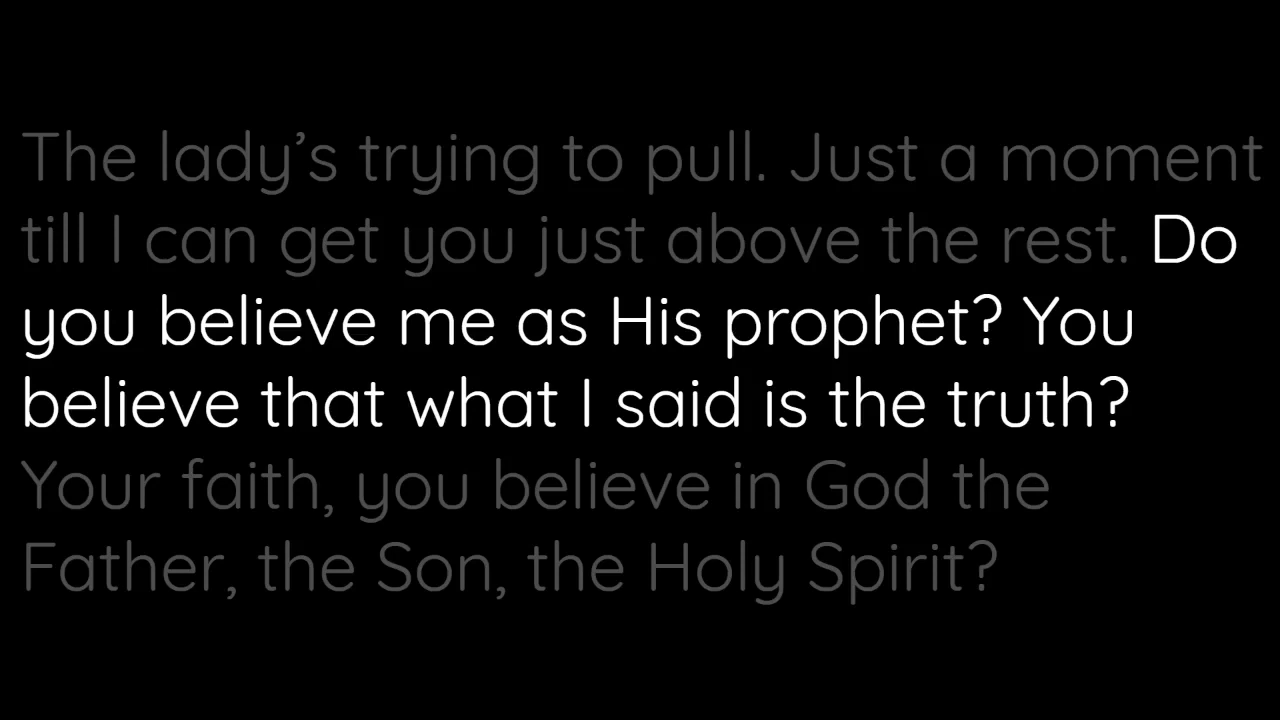 The lady’s trying to pull. Just a moment
till I can get you just above the rest. Do
you believe me as His prophet? You
believe that what I said is the truth?
Your faith, you believe in God the
Father, the Son, the Holy Spirit?